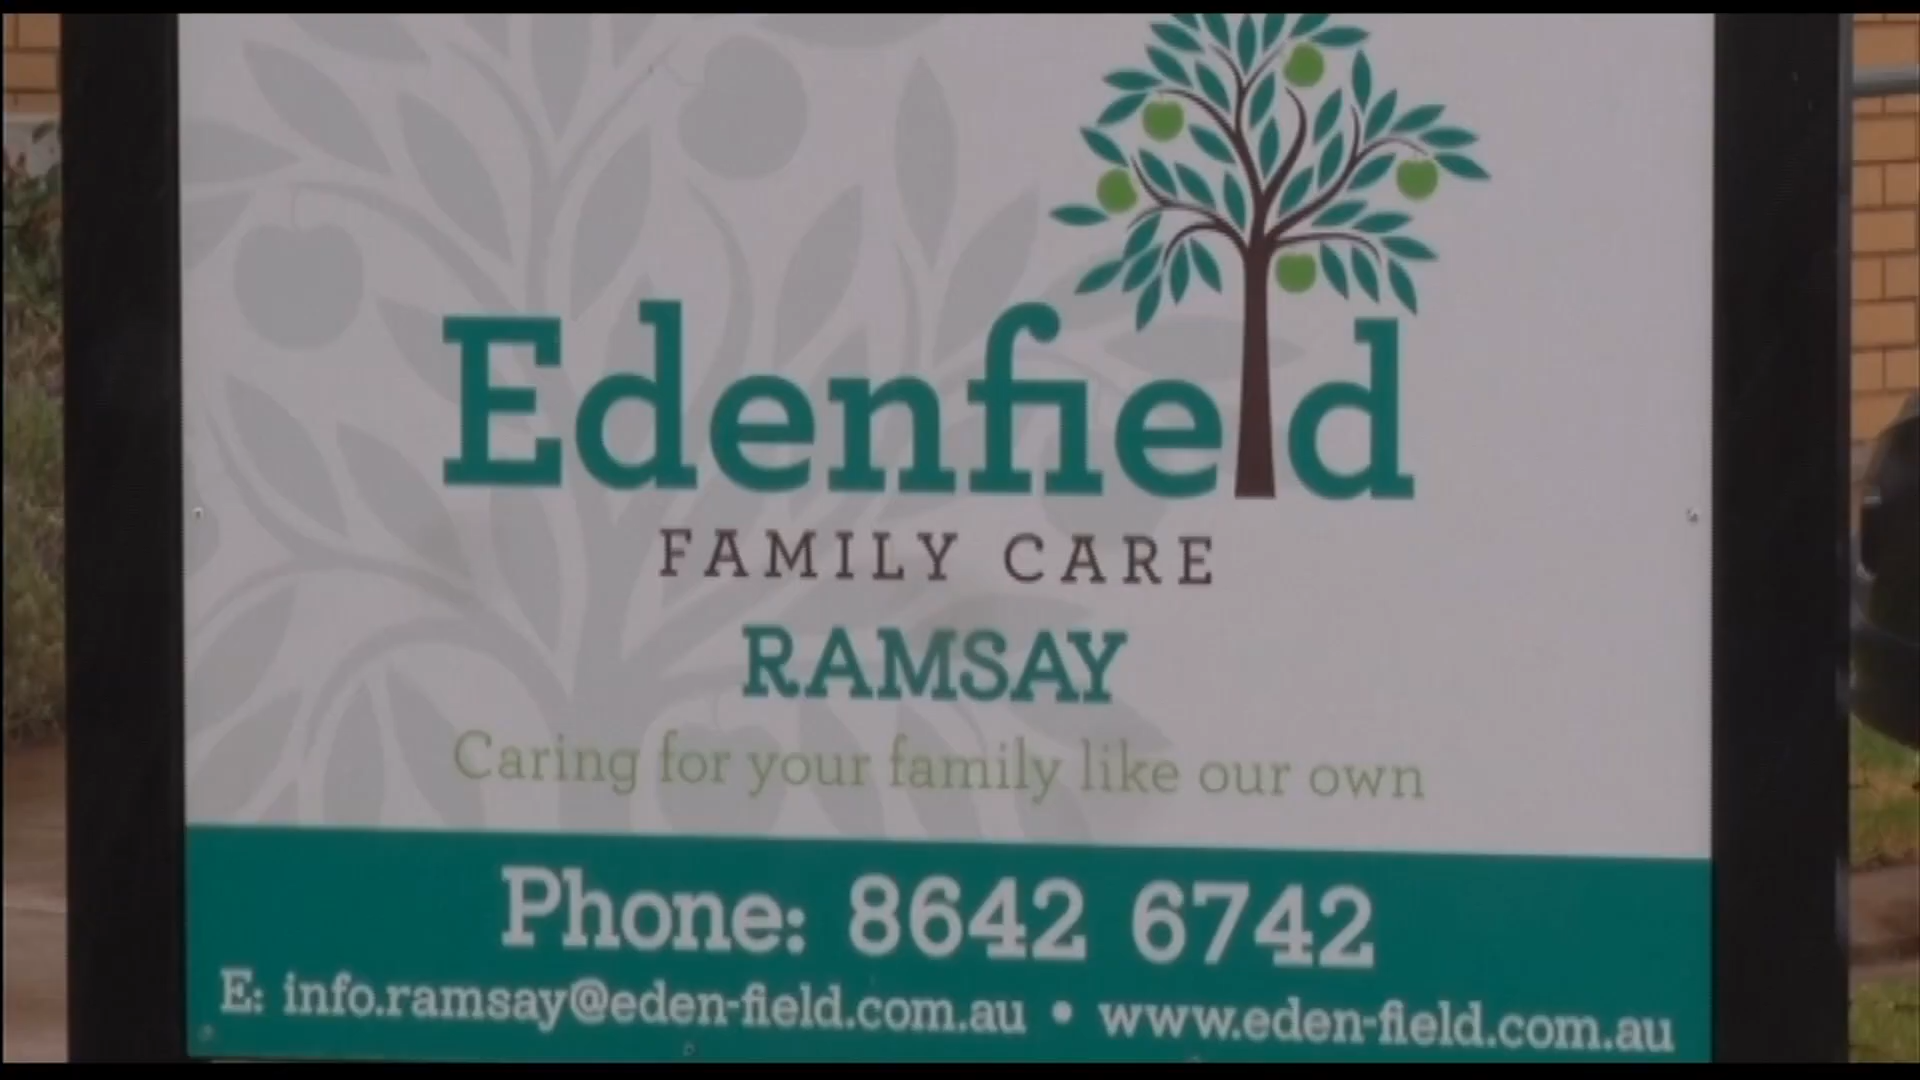 Edenfield
FAMILY CARE
RAMSAY
Caring for your family like our own
Phone: 8642 6742
E: info.ramsay@eden-field.com.au • www.eden-field.com.au